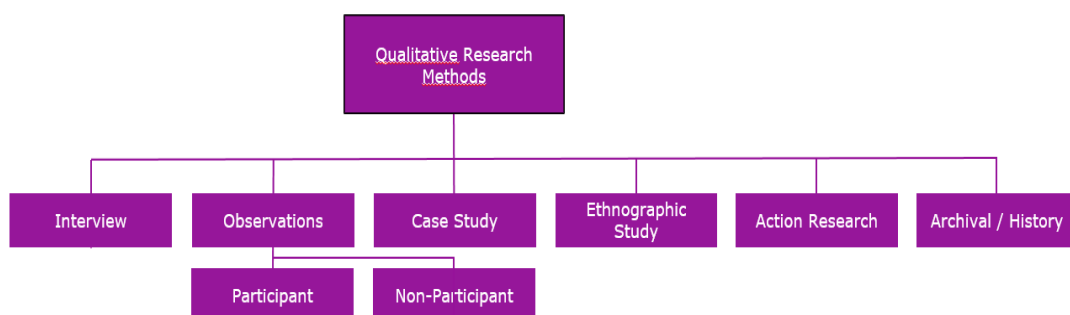 Qualitative Research
Methods
Interview
Observations
Case Study
Ethnographic
Study
Action Research
Archival / History
Participant
Non-Participant